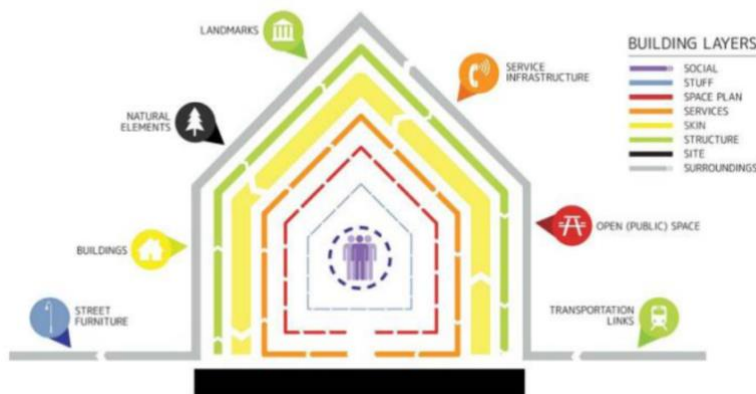 LANDMARKS
SERVICE
INFRASTRUCTURE
NATURAL
ELEMENTS
BUILDINGS
OPEN (PUBLIC) SPACE
STREET
FURNITURE
TRANSPORTATION
LINKS
BUILDING LAYERS
SOCIAL
STUFF
SPACE PLAN
SERVICES
SKIN
STRUCTURE
SITE
SURROUNDINGS